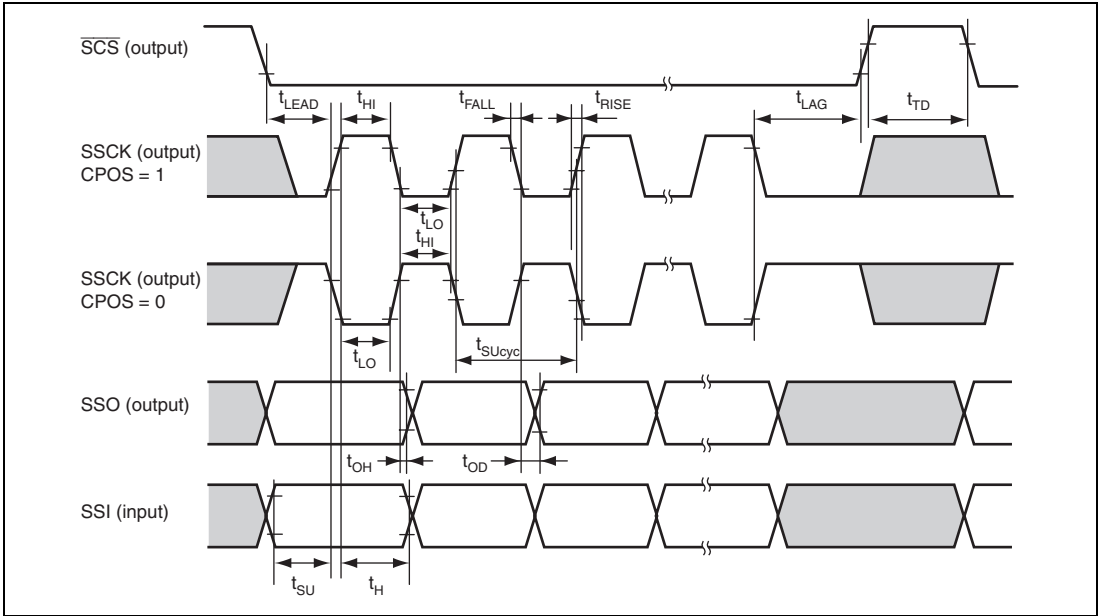 SCS (output)
tLEAD tHI tFALL tRISE tLAG tTD
SSCK (output)
CPOS = 1
tLO
tHI
SSCK (output)
CPOS = 0
tLO
tSUcyc
SSO (output)
tOH tOD
SSI (input)
tSU tH